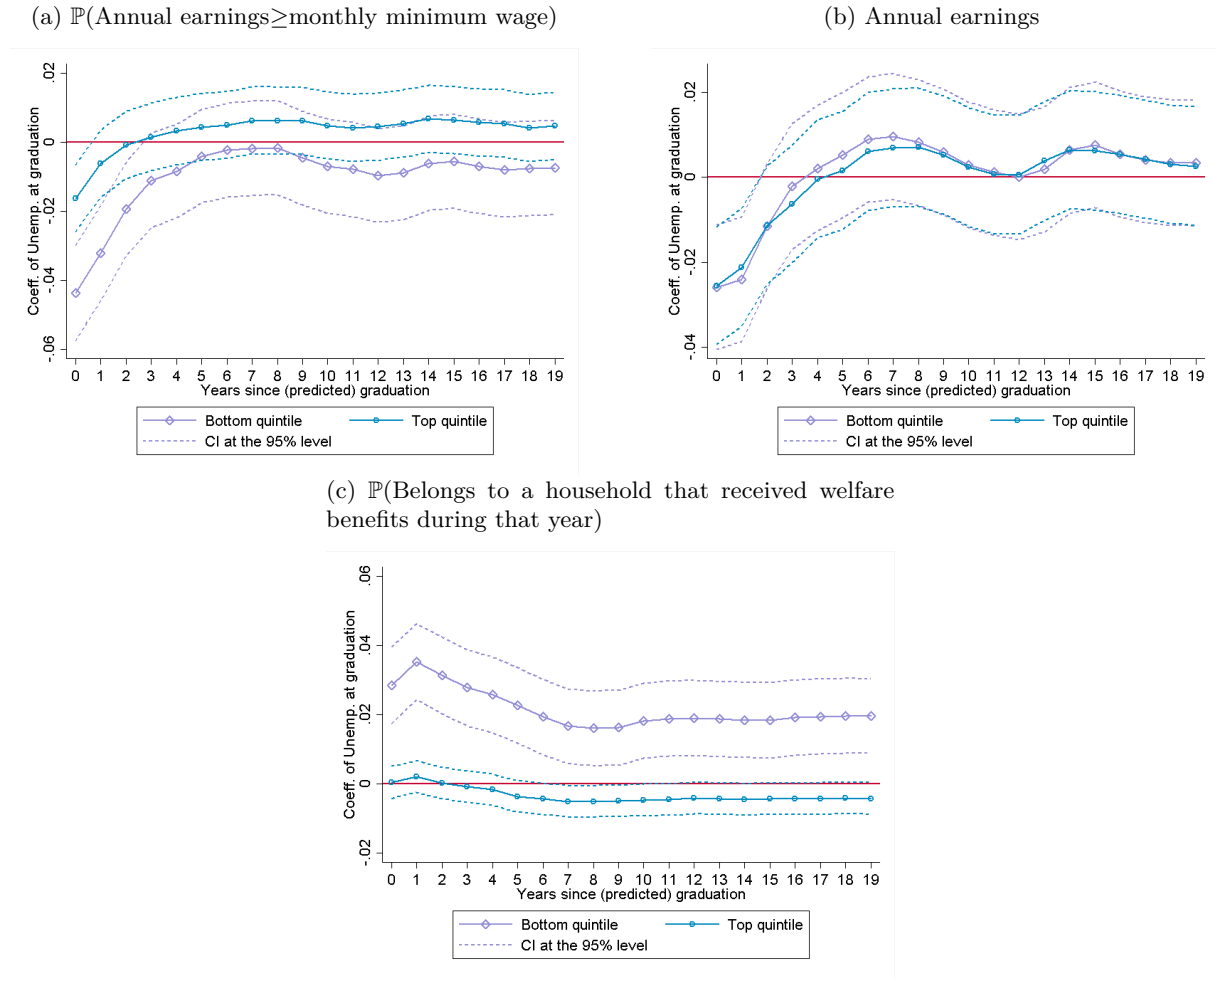 (a) ℙ(Annual earnings≥monthly minimum wage)
Coeff. of Unemp. at graduation
.02
0
-.02
-.04
-.06
0 1 2 3 4 5 6 7 8 9 10 11 12 13 14 15 16 17 18 19
Years since (predicted) graduation
Bottom quintile
Top quintile
CI at the 95% level
(b) Annual earnings
Coeff. of Unemp. at graduation
.02
0
-.02
-.04
0 1 2 3 4 5 6 7 8 9 10 11 12 13 14 15 16 17 18 19
Years since (predicted) graduation
Bottom quintile
Top quintile
CI at the 95% level
(c) ℙ(Belongs to a household that received welfare
benefits during that year)
Coeff. of Unemp. at graduation
.06
.04
.02
0
-.02
0 1 2 3 4 5 6 7 8 9 10 11 12 13 14 15 16 17 18 19
Years since (predicted) graduation
Bottom quintile
Top quintile
CI at the 95% level